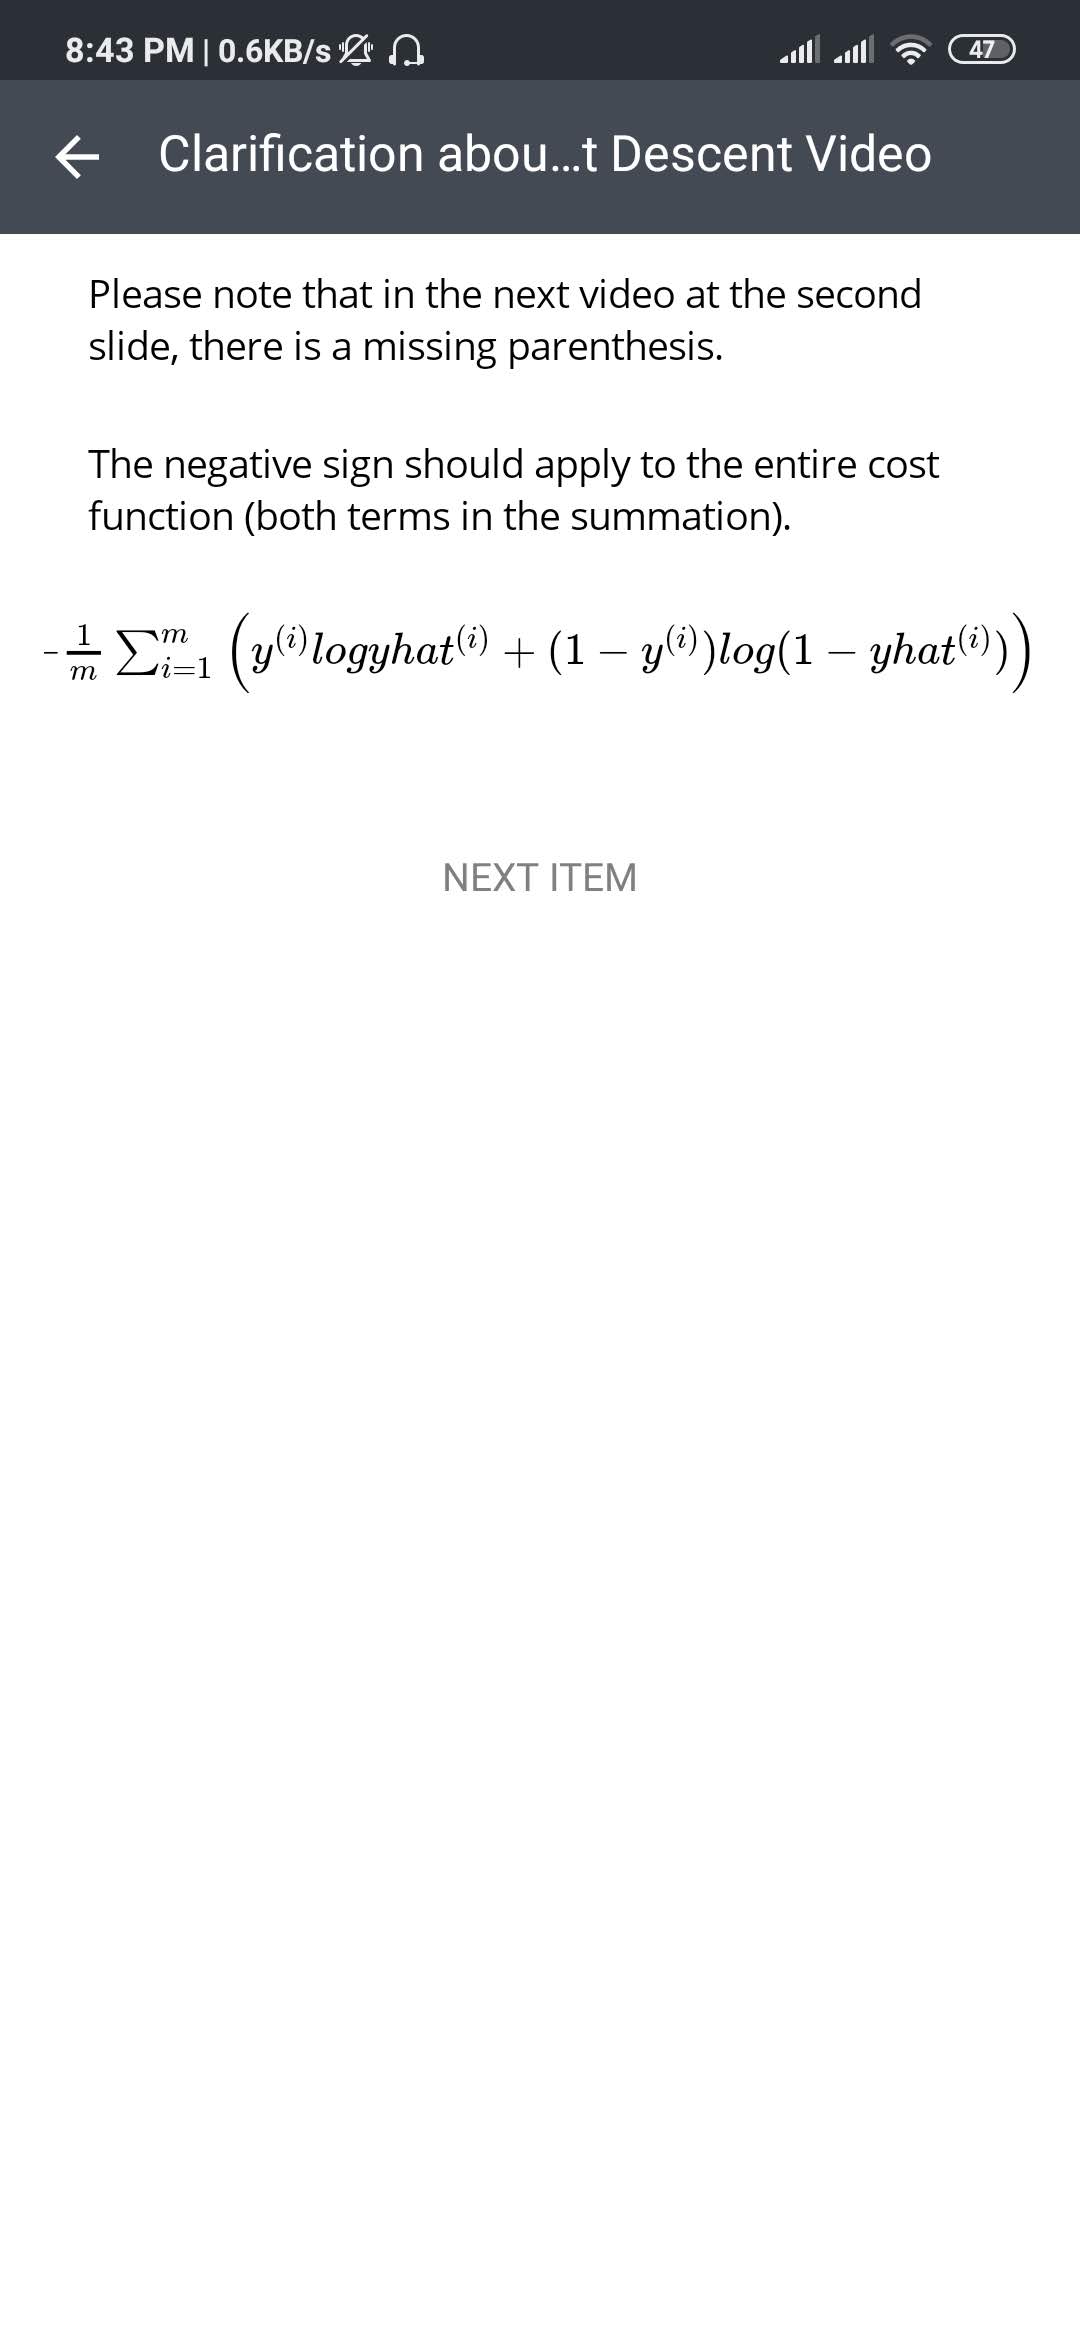 8:43 PM | 0.6KB/s
47
Clarification abou...t Descent Video
Please note that in the next video at the second
slide, there is a missing parenthesis.
The negative sign should apply to the entire cost
function (both terms in the summation).
-\frac{1}{m} \sum_{i=1}^{m} \left( y^{(i)} log yhat^{(i)} + (1 - y^{(i)}) log(1 - yhat^{(i)}) \right)
NEXT ITEM